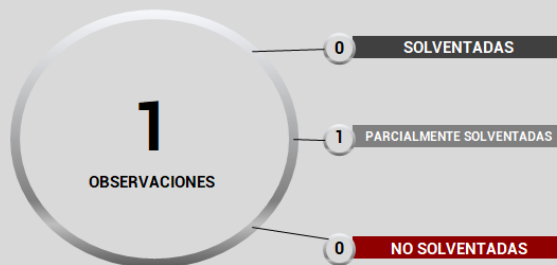 1
OBSERVACIONES
0 SOLVENTADAS
1 PARCIALMENTE SOLVENTADAS
0 NO SOLVENTADAS